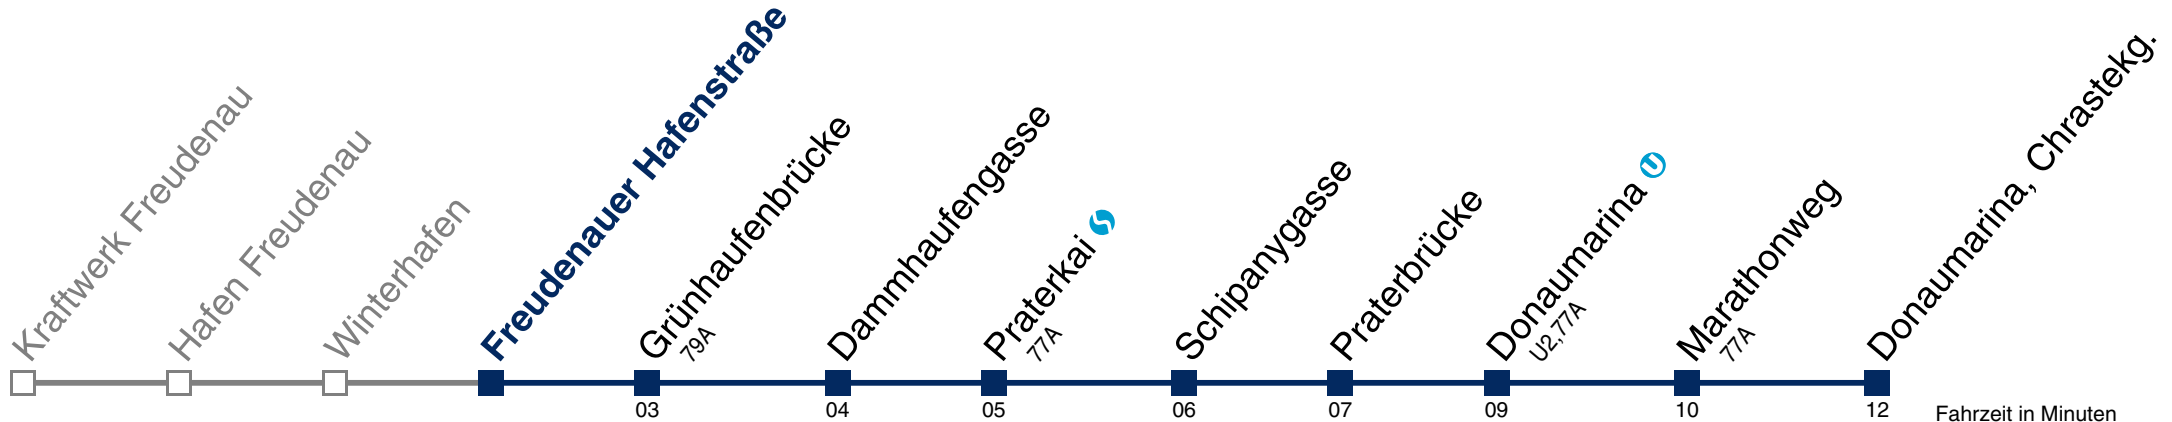 Kraftwerk Freudenau
Hafen Freudenau
Winterhafen
Freudenauer Hafenstraße
Grünhaufenbrücke
79A
Dammhaufengasse
Praterkai S
77A
Schipanygasse
Praterbrücke
Donaumarina U
U2,77A
Marathonweg
77A
Donaumarina, Chrastekg.
03 04 05 06 07 09 10 12
Fahrzeit in Minuten